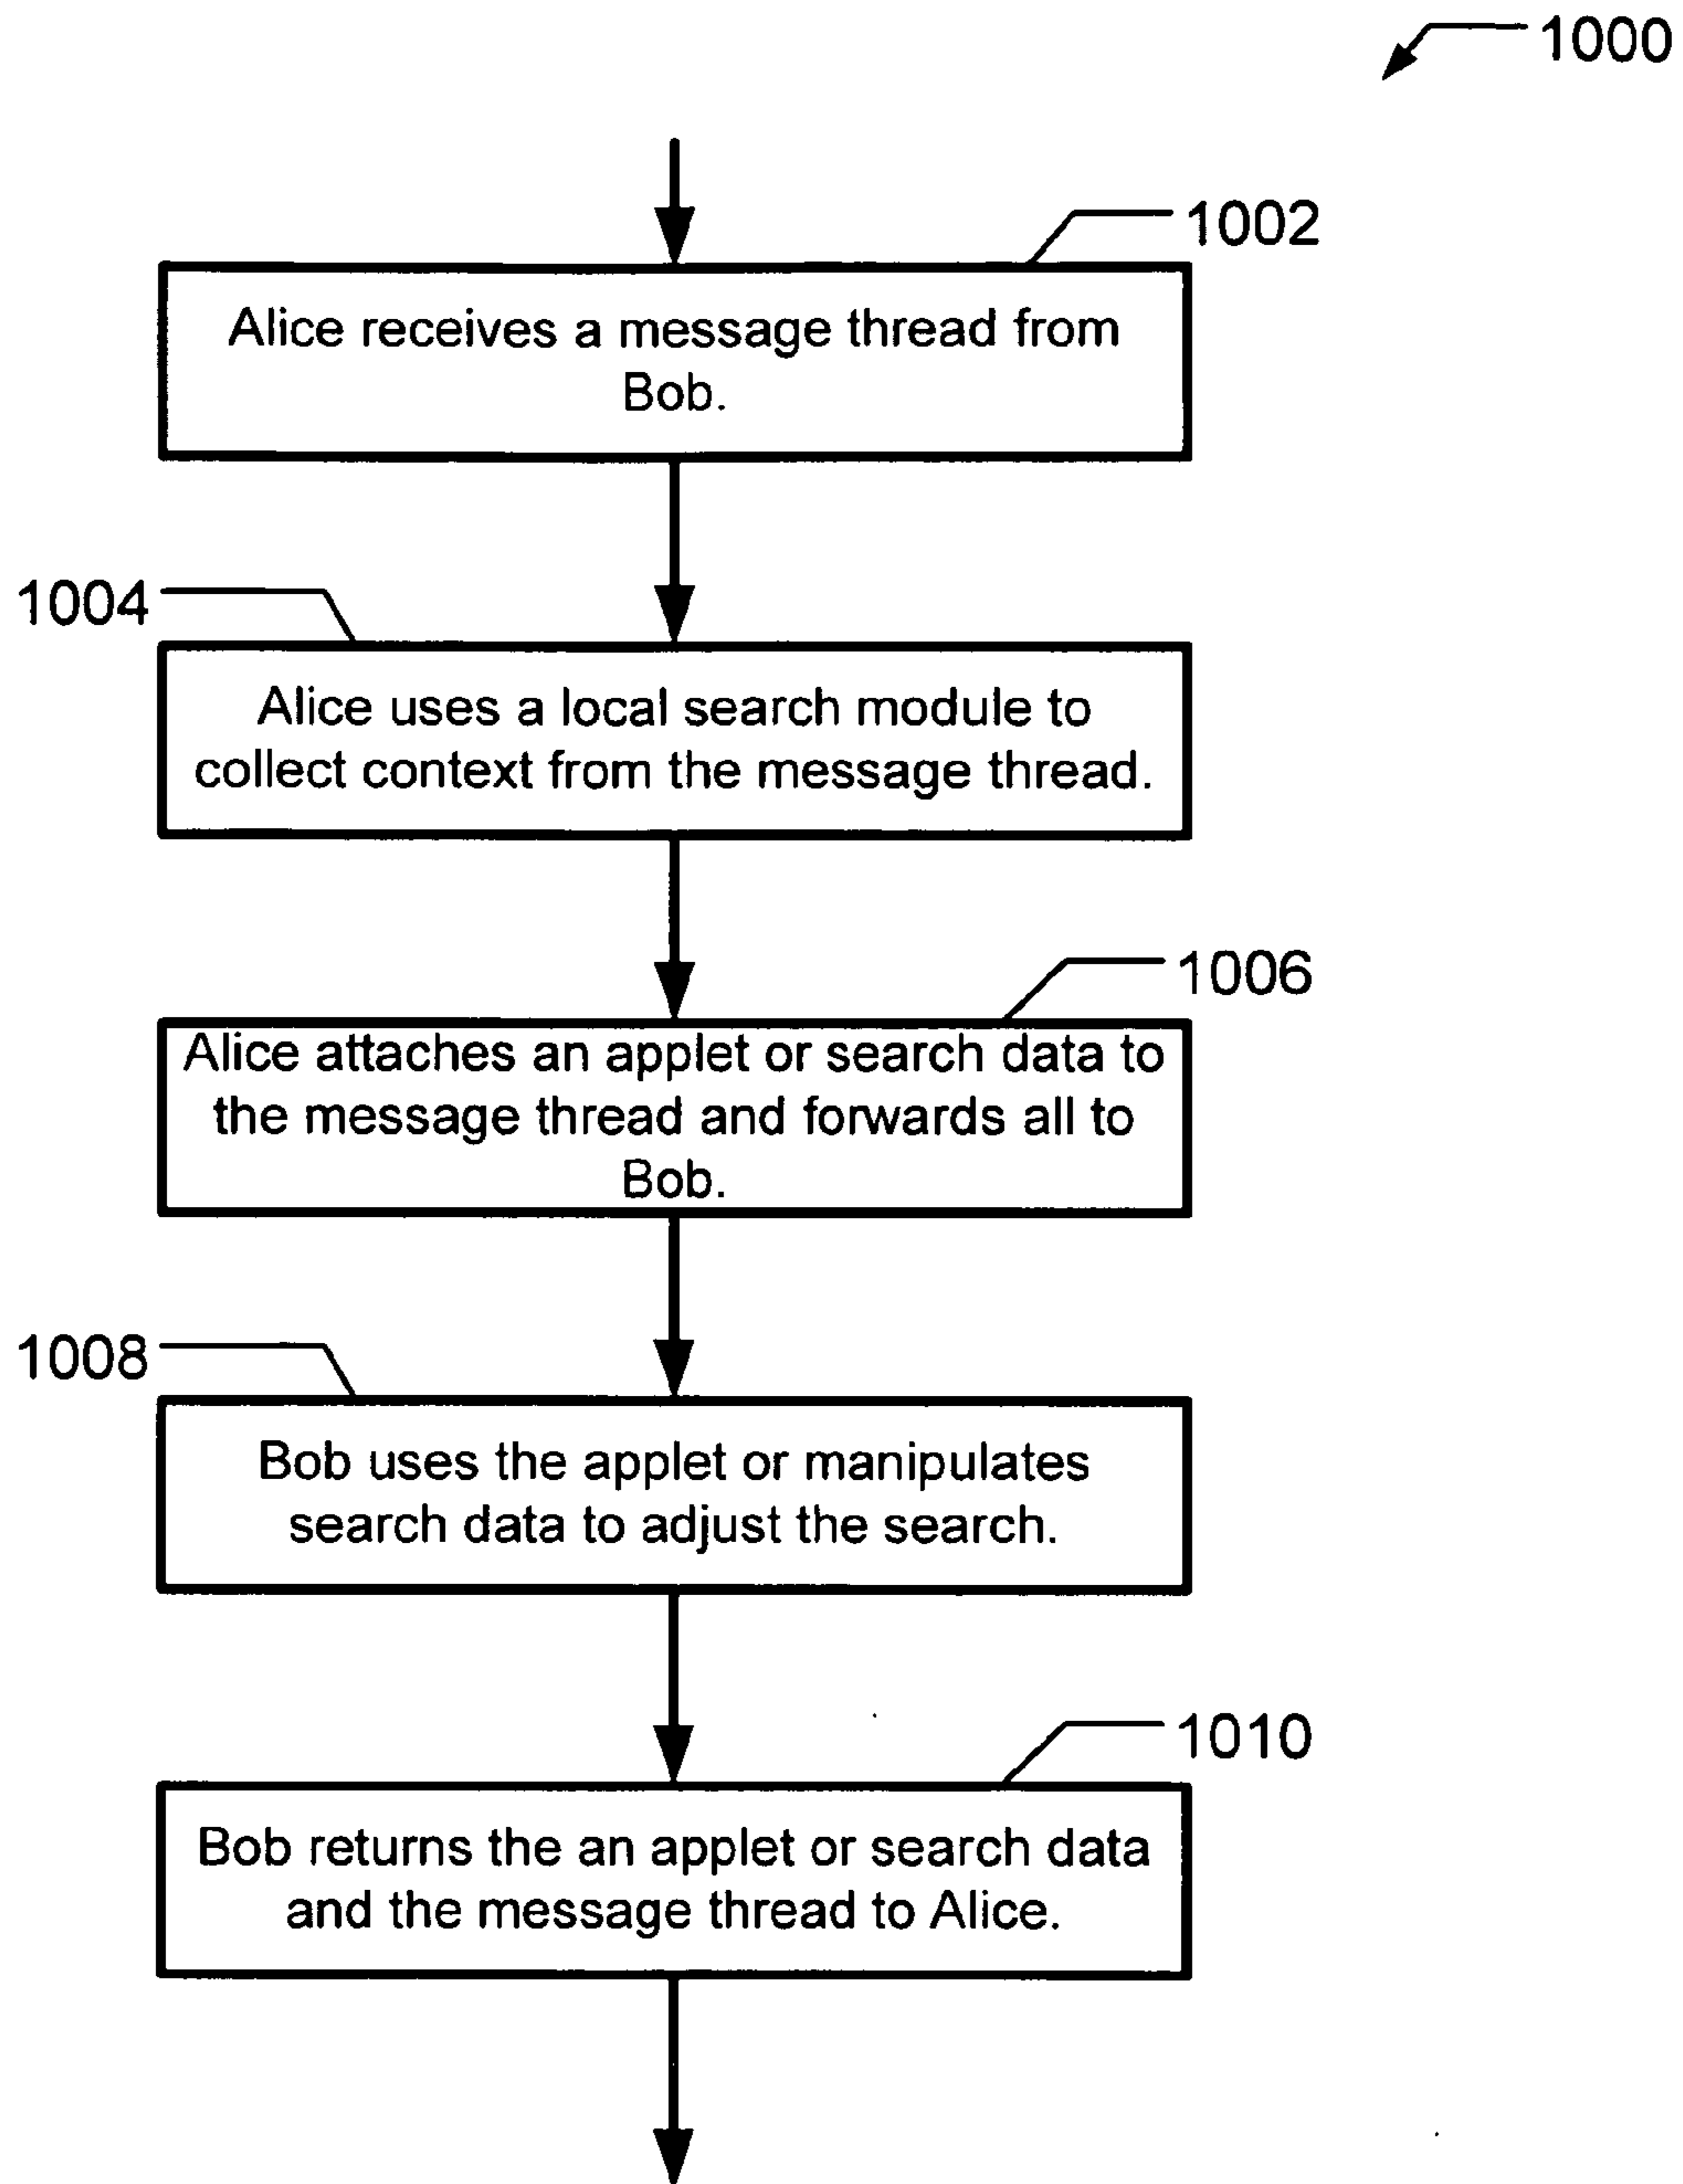 1000
1002
Alice receives a message thread from
Bob.
1004
Alice uses a local search module to
collect context from the message thread.
1006
Alice attaches an applet or search data to
the message thread and forwards all to
Bob.
1008
Bob uses the applet or manipulates
search data to adjust the search.
1010
Bob returns the an applet or search data
and the message thread to Alice.